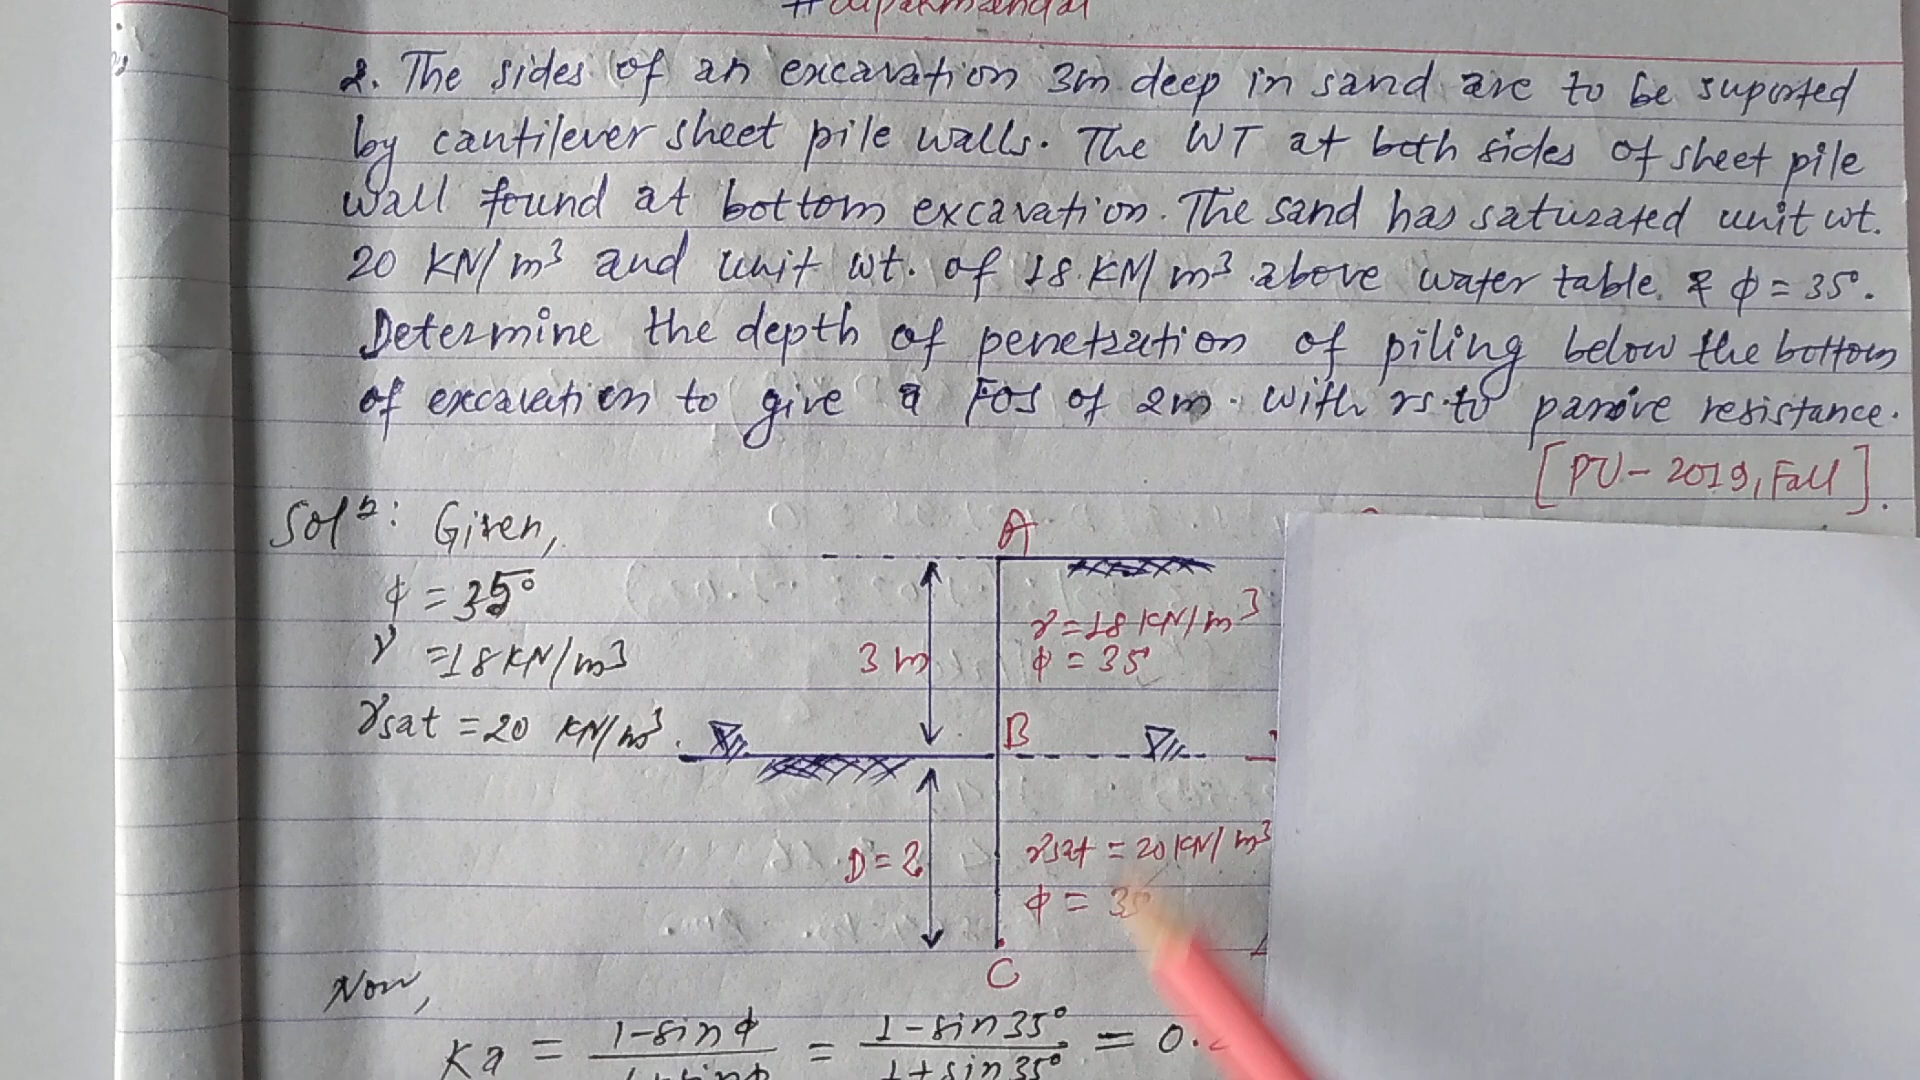 #dipakmandal
2. The sides of an excavation 3m deep in sand are to be suported
by cantilever sheet pile walls. The WT at both sides of sheet pile
wall found at bottom excavation. The sand has saturated unit wt.
20 KN/m³ and unit wt. of 18 KN/m³ above water table & ϕ = 35°.
Determine the depth of penetration of piling below the bottom
of excavation to give a FOS of 2m. with rs. to passive resistance.
[PU-2019, Fall].
Solⁿ: Given,
ϕ = 35°
γ = 18 KN/m³
γsat = 20 KN/m³.
A
3 m
γ = 18 KN/m³
ϕ = 35°
B
D = ?
γsat = 20 KN/m³
ϕ = 35
C
Now,
Ka = 1-sinϕ / 1+sinϕ = 1-sin35° / 1+sin35° = 0.